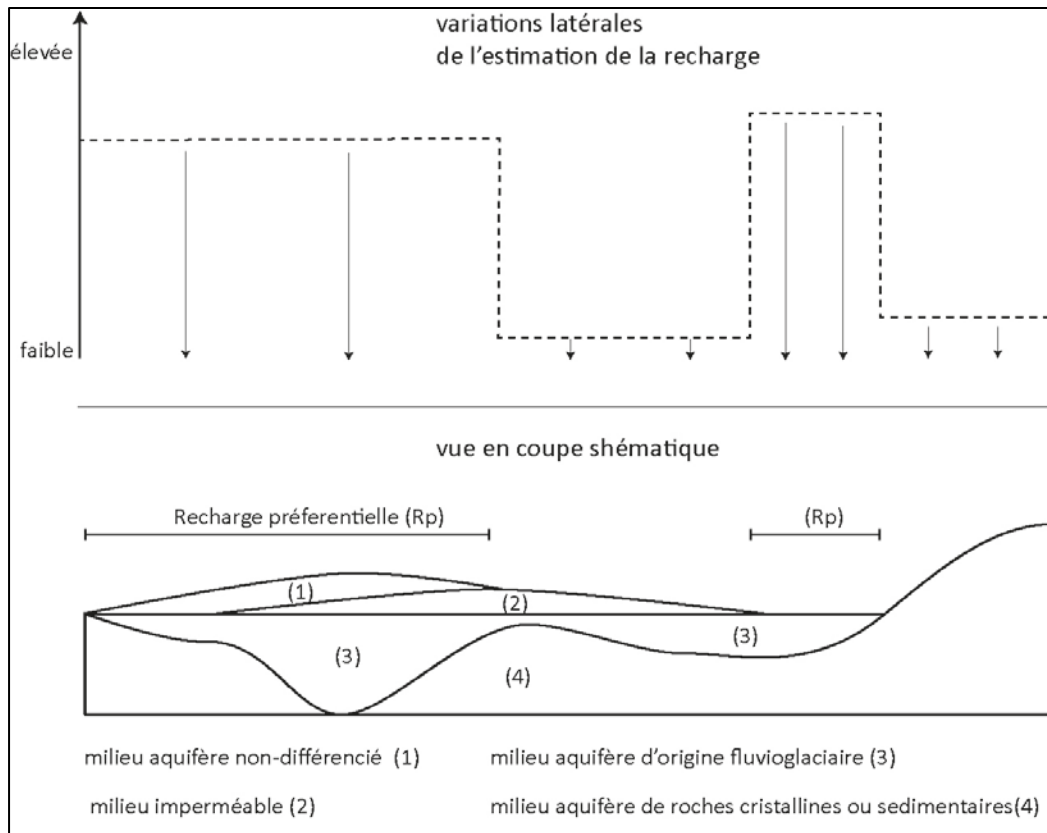 variations latérales
de l'estimation de la recharge
élevée
faible
vue en coupe shématique
Recharge préferentielle (Rp)
(Rp)
(1)
(2)
(3)
(3)
(4)
milieu aquifère non-différencié (1)
milieu aquifère d'origine fluvioglaciaire (3)
milieu imperméable (2)
milieu aquifère de roches cristallines ou sedimentaires(4)